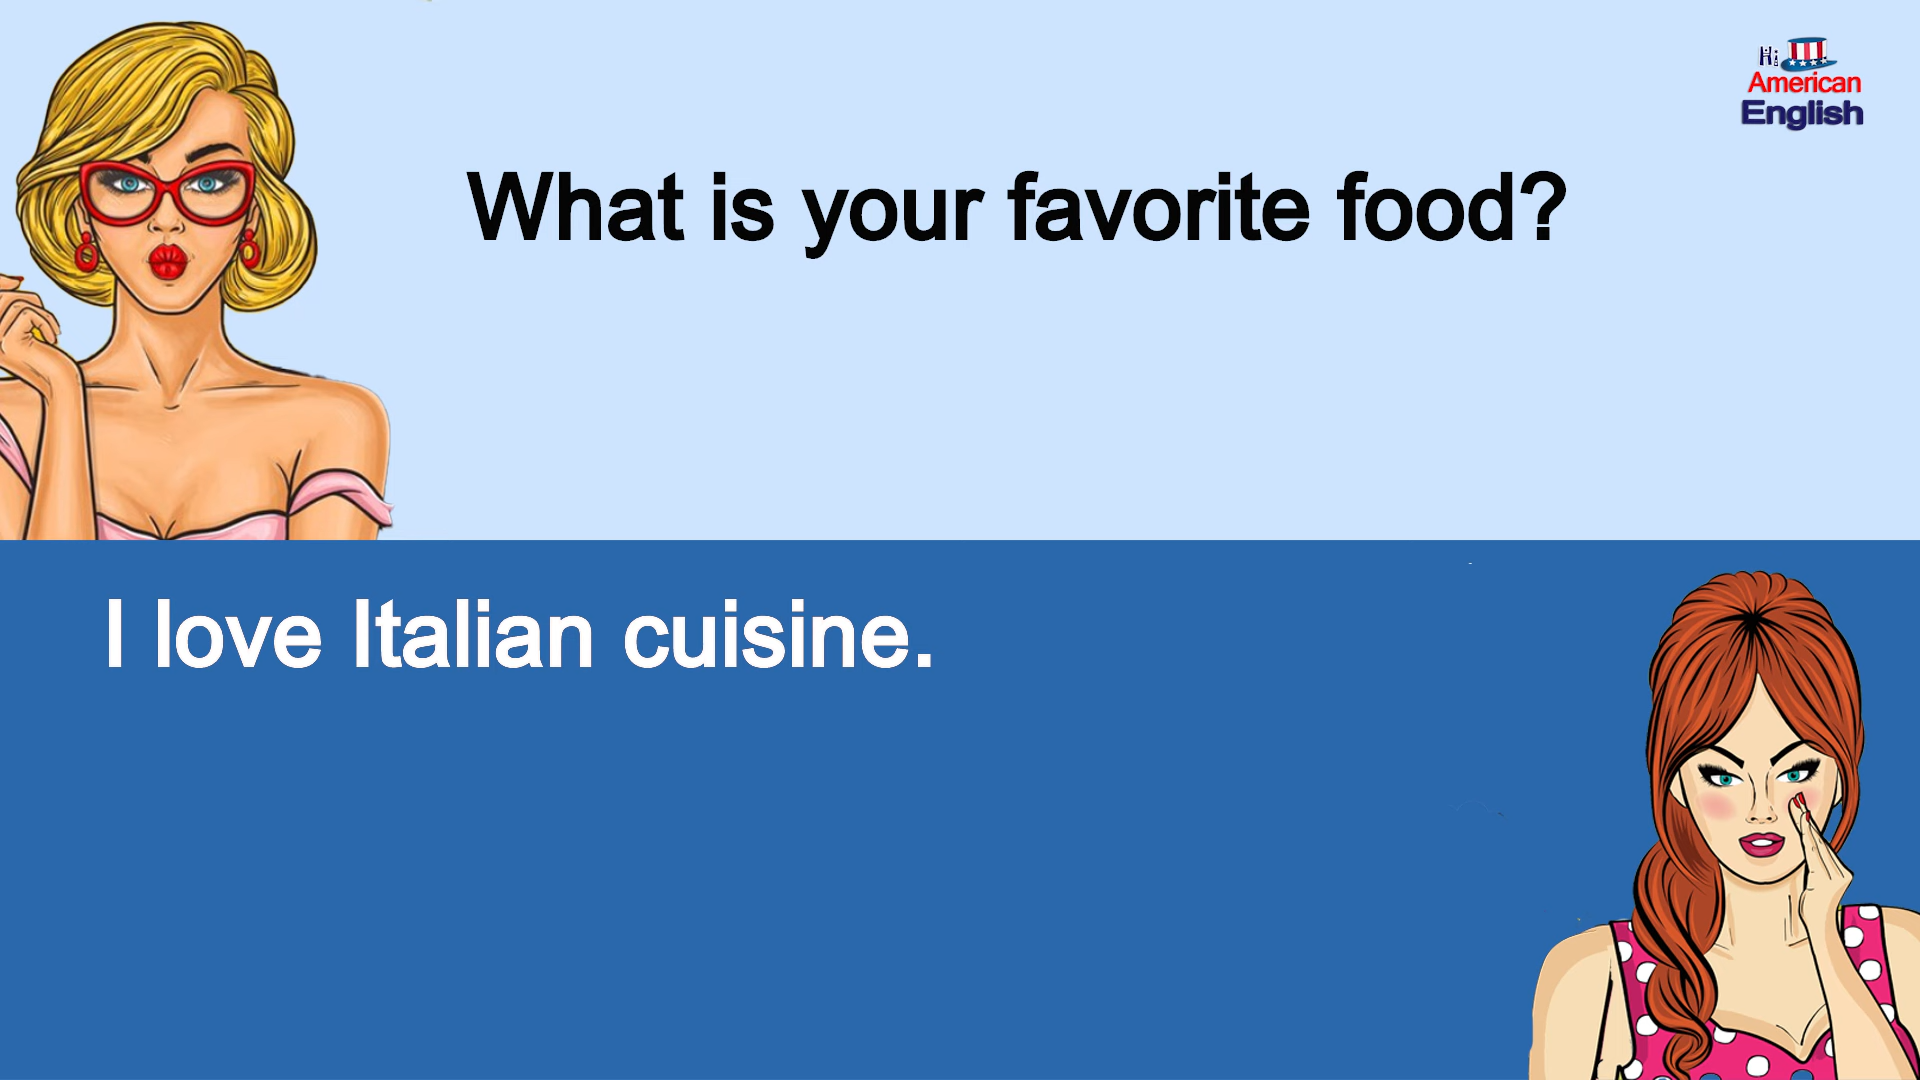 Hi
American
English
What is your favorite food?
I love Italian cuisine.